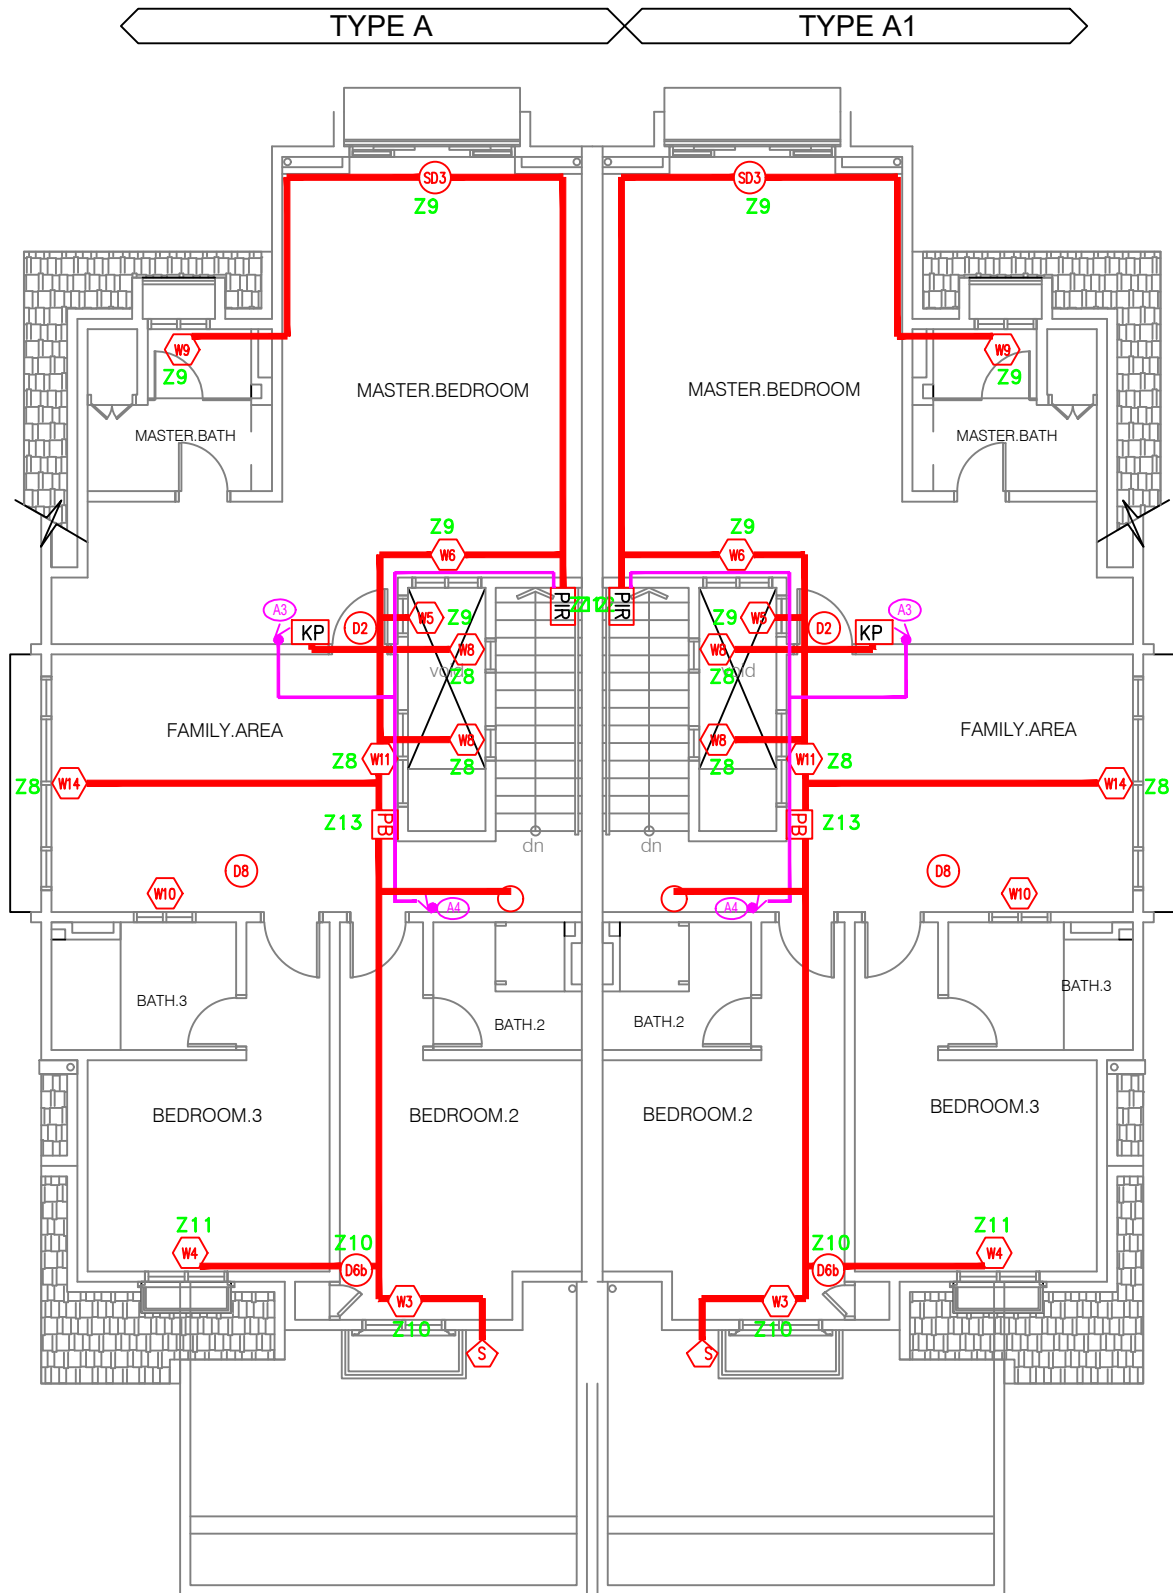 TYPE A
TYPE A1
SD3
SD3
Z9
Z9
W9
W9
Z9
Z9
MASTER.BEDROOM
MASTER.BEDROOM
MASTER.BATH
MASTER.BATH
Z9
Z9
W6
W6
A3
KP
D2
W5
Z9
PIR
PIR
Z9
W5
D2
KP
A3
W8
W8
void
void
Z8
Z8
FAMILY.AREA
FAMILY.AREA
W8
W8
Z8
W11
Z8
Z8
W11
Z8
Z8
W14
W14
Z8
Z13
PB
PB
Z13
dn
dn
D8
D8
W10
W10
A4
A4
BATH.3
BATH.2
BATH.2
BATH.3
BEDROOM.3
BEDROOM.2
BEDROOM.2
BEDROOM.3
Z11
Z10
Z10
Z11
W4
D6b
D6b
W4
W3
W3
Z10
Z10
S
S